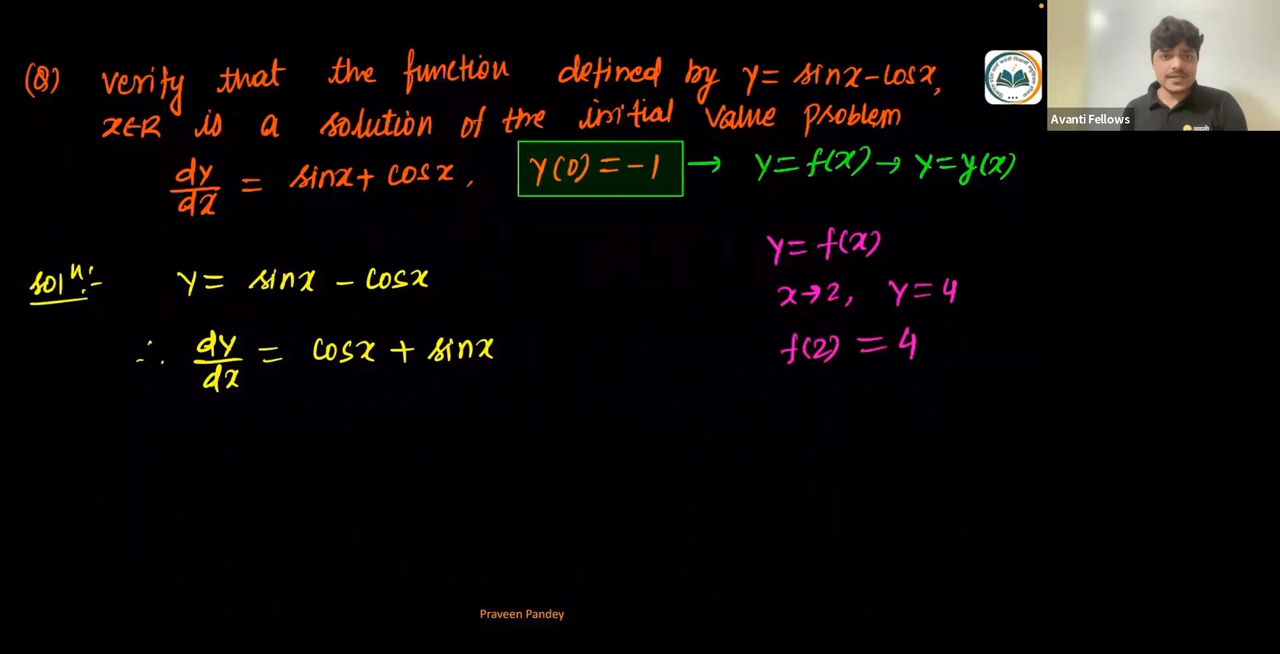 (Q) verify that the function defined by y = sinx - cosx,
x∈R is a solution of the initial value problem
dy/dx = sinx + cosx, y(0) = -1 → y = f(x) → y = y(x)
y = f(x)
Sol^n:- y = sinx - cosx
x→2, y = 4
∴ dy/dx = cosx + sinx
f(2) = 4
Avanti Fellows
Praveen Pandey